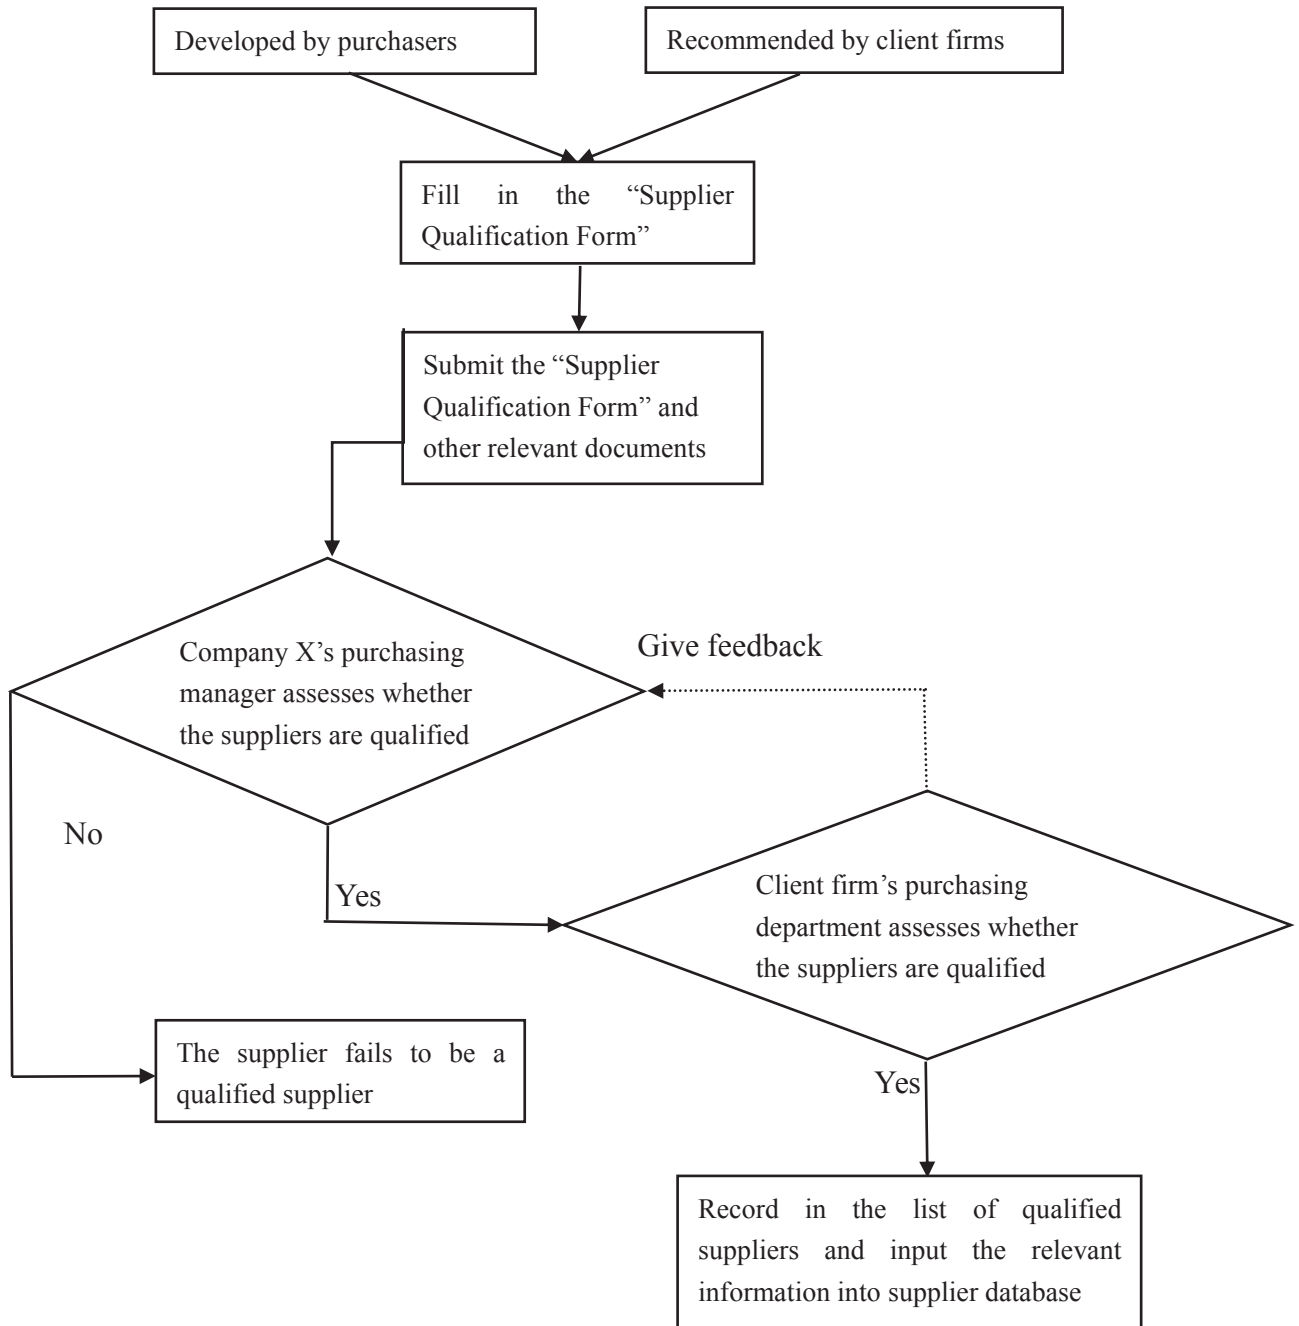 Developed by purchasers
Recommended by client firms
Fill in the “Supplier
Qualification Form”
Submit the “Supplier
Qualification Form” and
other relevant documents
Give feedback
Company X’s purchasing
manager assesses whether
the suppliers are qualified
No
Yes
Client firm’s purchasing
department assesses whether
the suppliers are qualified
The supplier fails to be a
qualified supplier
Yes
Record in the list of qualified
suppliers and input the relevant
information into supplier database